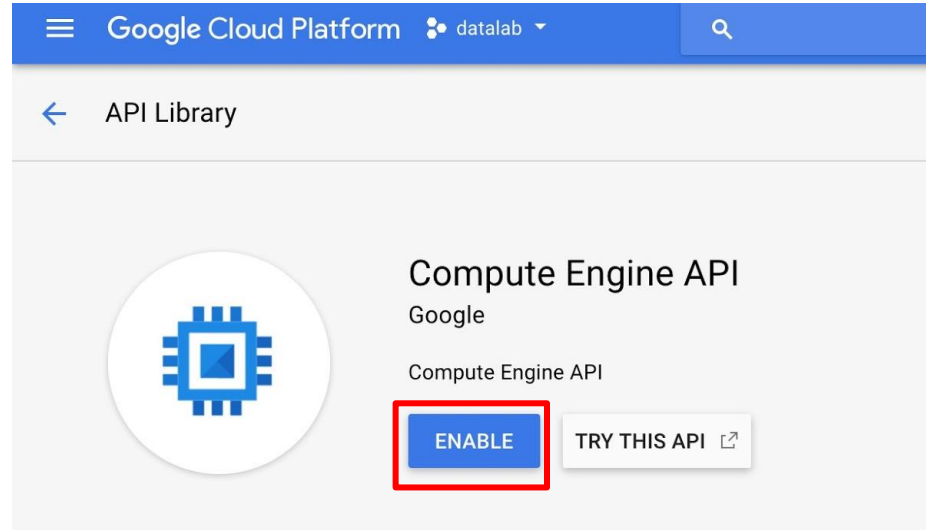 Google Cloud Platform datalab
API Library
Compute Engine API
Google
Compute Engine API
ENABLE TRY THIS API